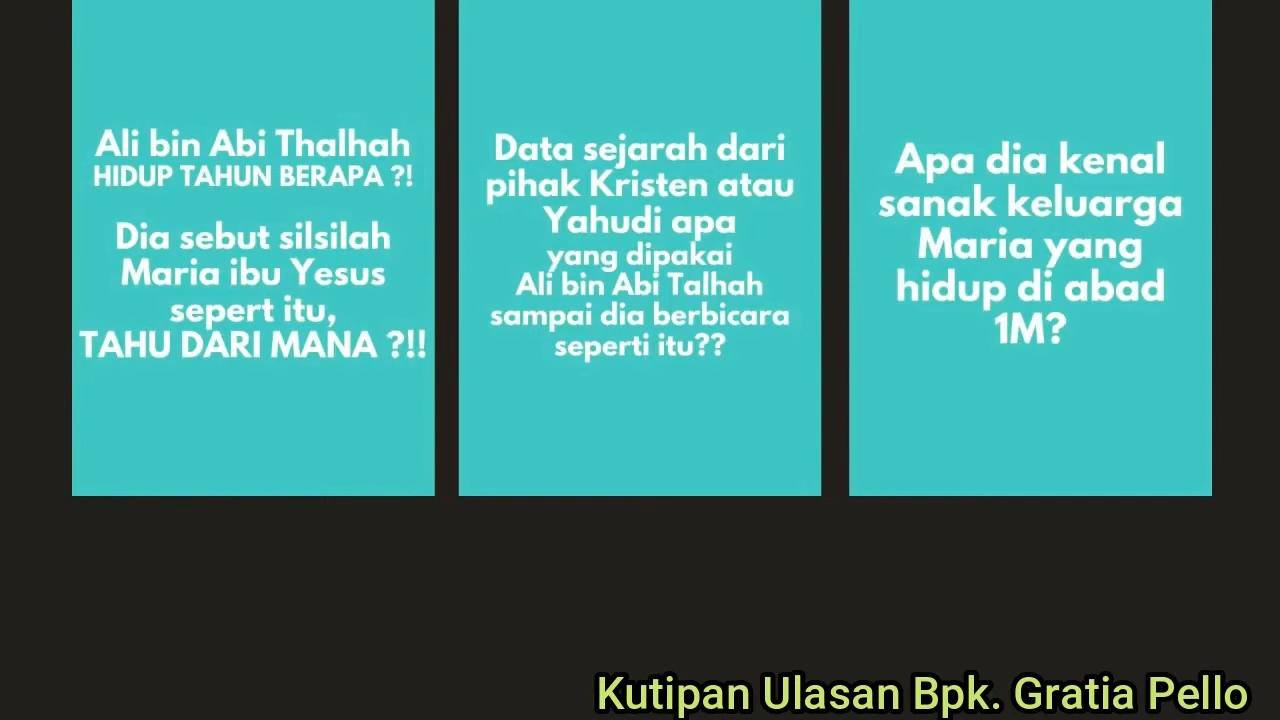 Ali bin Abi Thalhah
HIDUP TAHUN BERAPA ?!
Dia sebut silsilah
Maria ibu Yesus
sepert itu,
TAHU DARI MANA ?!!
Data sejarah dari
pihak Kristen atau
Yahudi apa
yang dipakai
Ali bin Abi Talhah
sampai dia berbicara
seperti itu??
Apa dia kenal
sanak keluarga
Maria yang
hidup di abad
1M?
Kutipan Ulasan Bpk. Gratia Pello